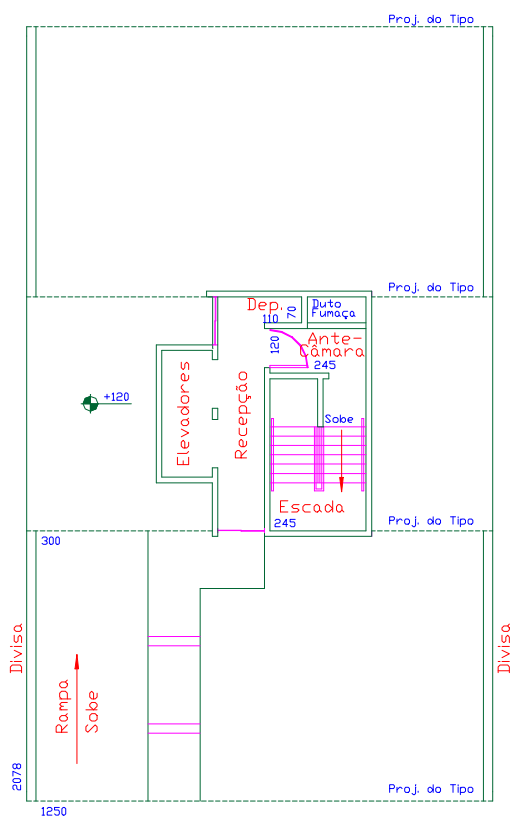 Proj. do Tipo
Proj. do Tipo
Dep.
110
70
Duto
Fumaça
120
Ante-
câmara
245
Elevadores
Recepção
+120
Sobe
Escada
245
Proj. do Tipo
300
Divisa
Divisa
Rampa
Sobe
2078
Proj. do Tipo
1250